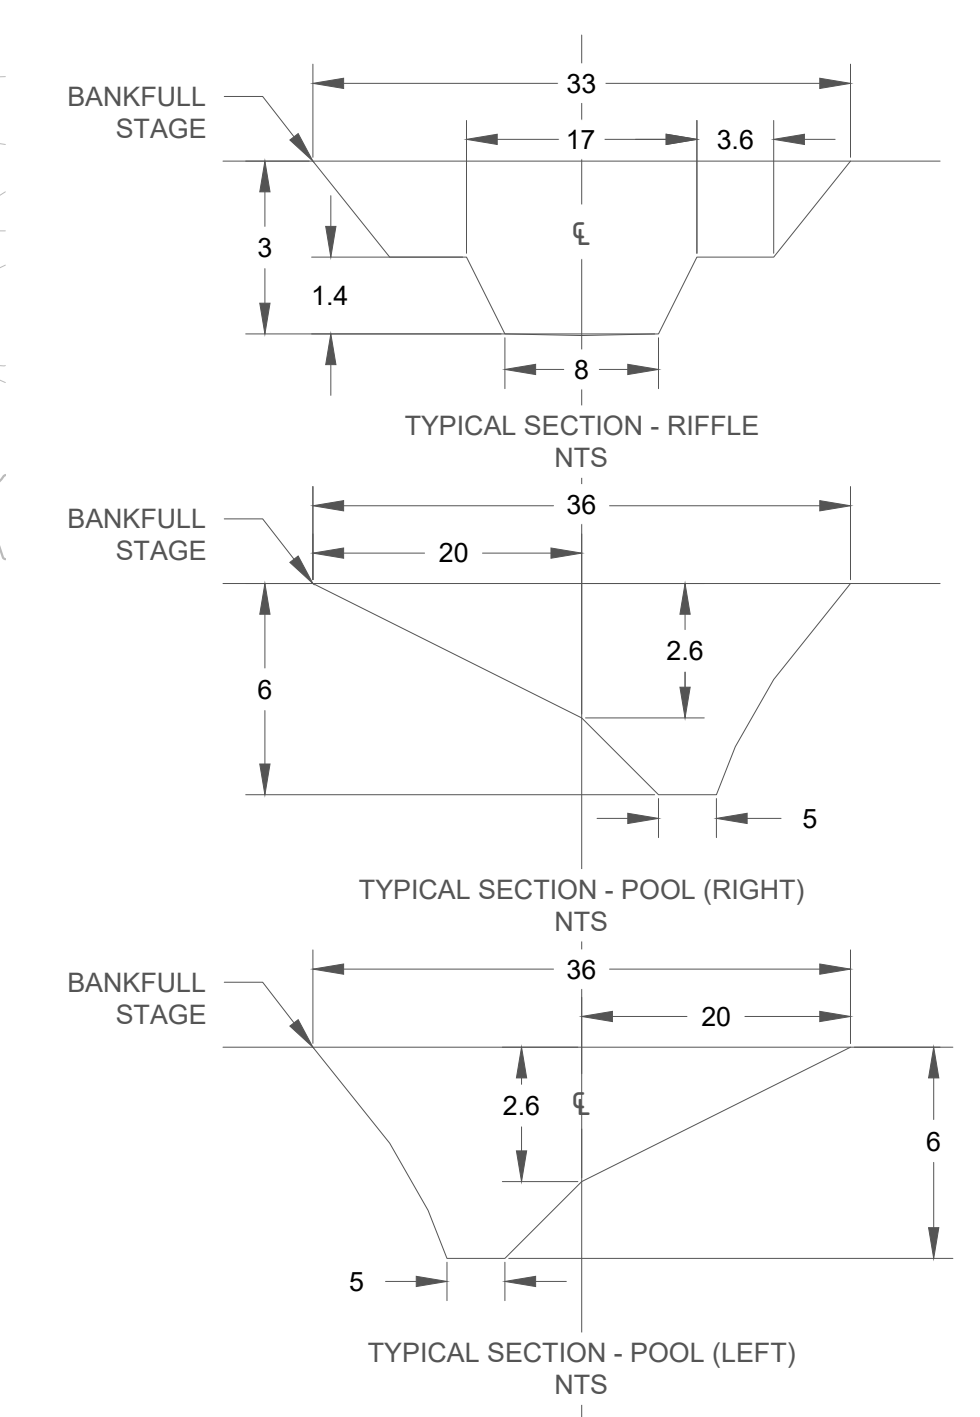 33
BANKFULL
STAGE
17
3.6
℄
3
1.4
8
TYPICAL SECTION - RIFFLE
NTS
36
BANKFULL
STAGE
20
2.6
6
5
TYPICAL SECTION - POOL (RIGHT)
NTS
36
BANKFULL
STAGE
20
2.6
℄
6
5
TYPICAL SECTION - POOL (LEFT)
NTS